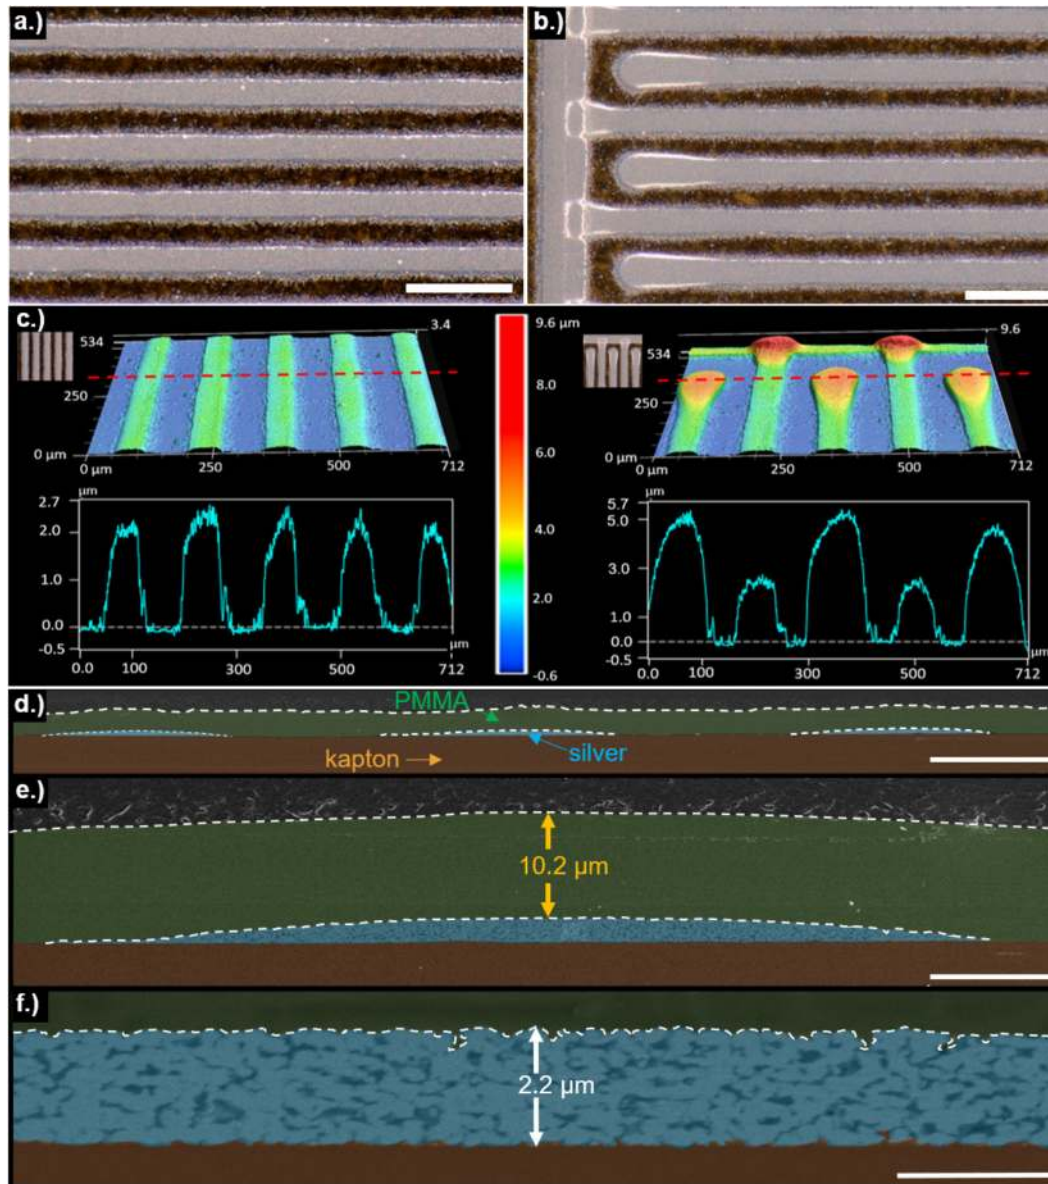 a.)
b.)
c.)
534
250
0 µm
0 µm
250
500
712
3.4
µm
2.7
2.0
1.0
0.0
-0.5
0.0
100
300
500
µm
712
9.6 µm
8.0
6.0
4.0
2.0
-0.6
534
250
0 µm
0 µm
250
500
712
9.6
µm
5.7
5.0
3.0
1.0
0.0
-0.5
0.0
100
300
500
µm
712
d.)
PMMA
kapton
silver
e.)
10.2 µm
f.)
2.2 µm